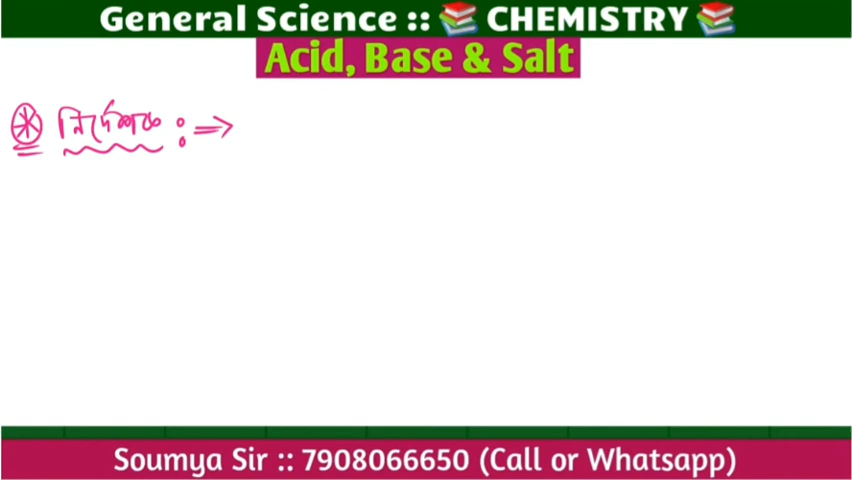 General Science :: 📚 CHEMISTRY 📚
Acid, Base & Salt
নির্দেশক :⇒
Soumya Sir :: 7908066650 (Call or Whatsapp)